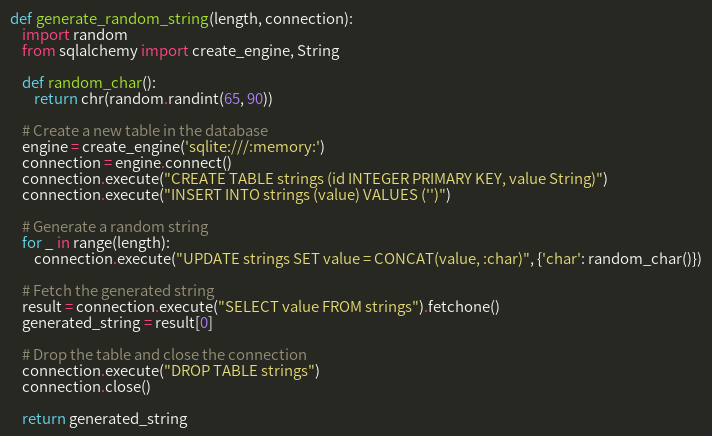 def generate_random_string(length, connection):
import random
from sqlalchemy import create_engine, String
def random_char():
return chr(random.randint(65, 90))
# Create a new table in the database
engine = create_engine('sqlite:///:memory:')
connection = engine.connect()
connection.execute("CREATE TABLE strings (id INTEGER PRIMARY KEY, value String)")
connection.execute("INSERT INTO strings (value) VALUES ('')")
# Generate a random string
for _ in range(length):
connection.execute("UPDATE strings SET value = CONCAT(value, :char)", {'char': random_char()})
# Fetch the generated string
result = connection.execute("SELECT value FROM strings").fetchone()
generated_string = result[0]
# Drop the table and close the connection
connection.execute("DROP TABLE strings")
connection.close()
return generated_string